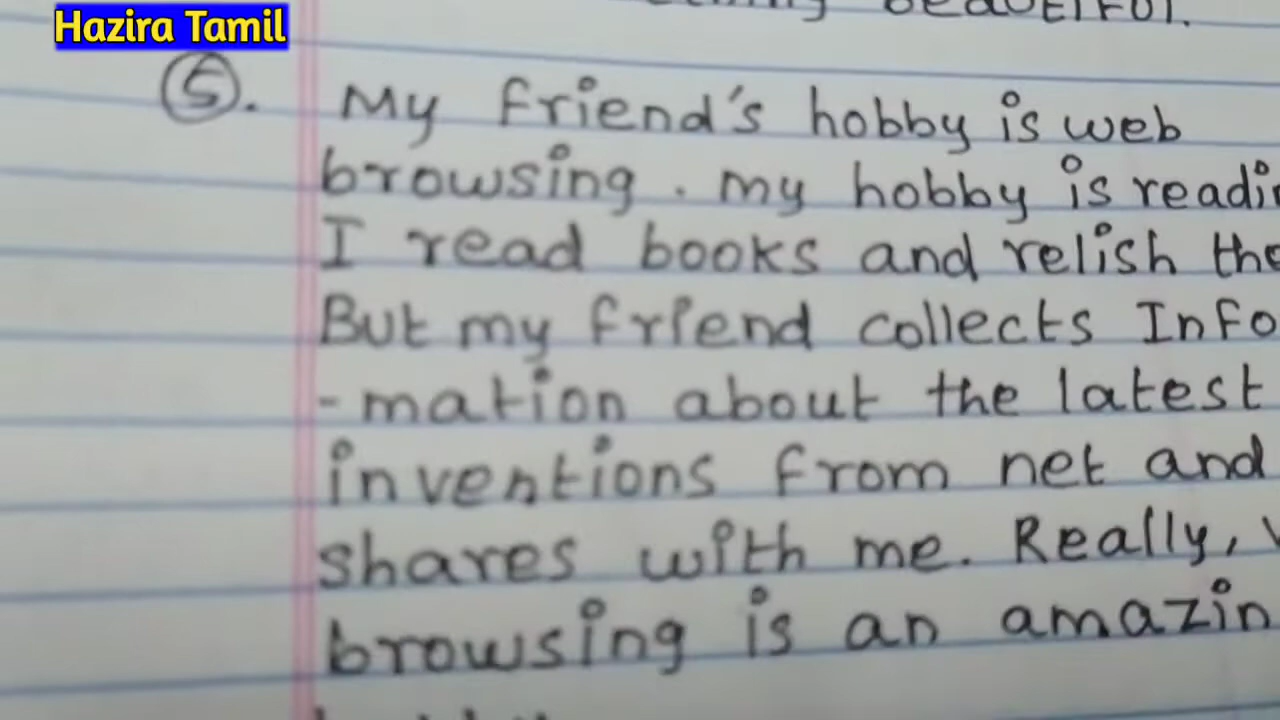 Hazira Tamil
beautiful.
5. My friend's hobby is web
browsing. my hobby is readin
I read books and relish the
But my friend collects Info
-mation about the latest
inventions from net and
shares with me. Really, w
browsing is an amazin